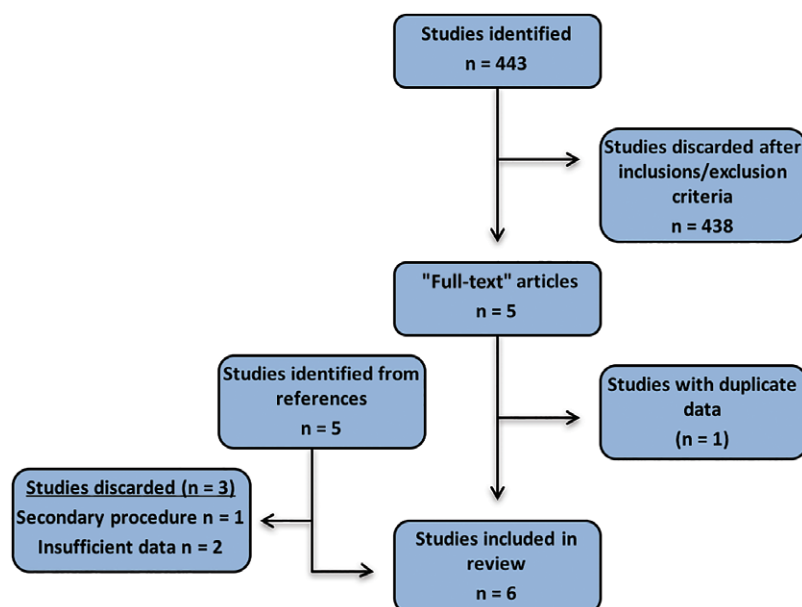 Studies identified
n = 443
Studies discarded after
inclusions/exclusion
criteria
n = 438
"Full-text" articles
n = 5
Studies identified from
references
n = 5
Studies with duplicate
data
(n = 1)
Studies discarded (n = 3)
Secondary procedure n = 1
Insufficient data n = 2
Studies included in
review
n = 6